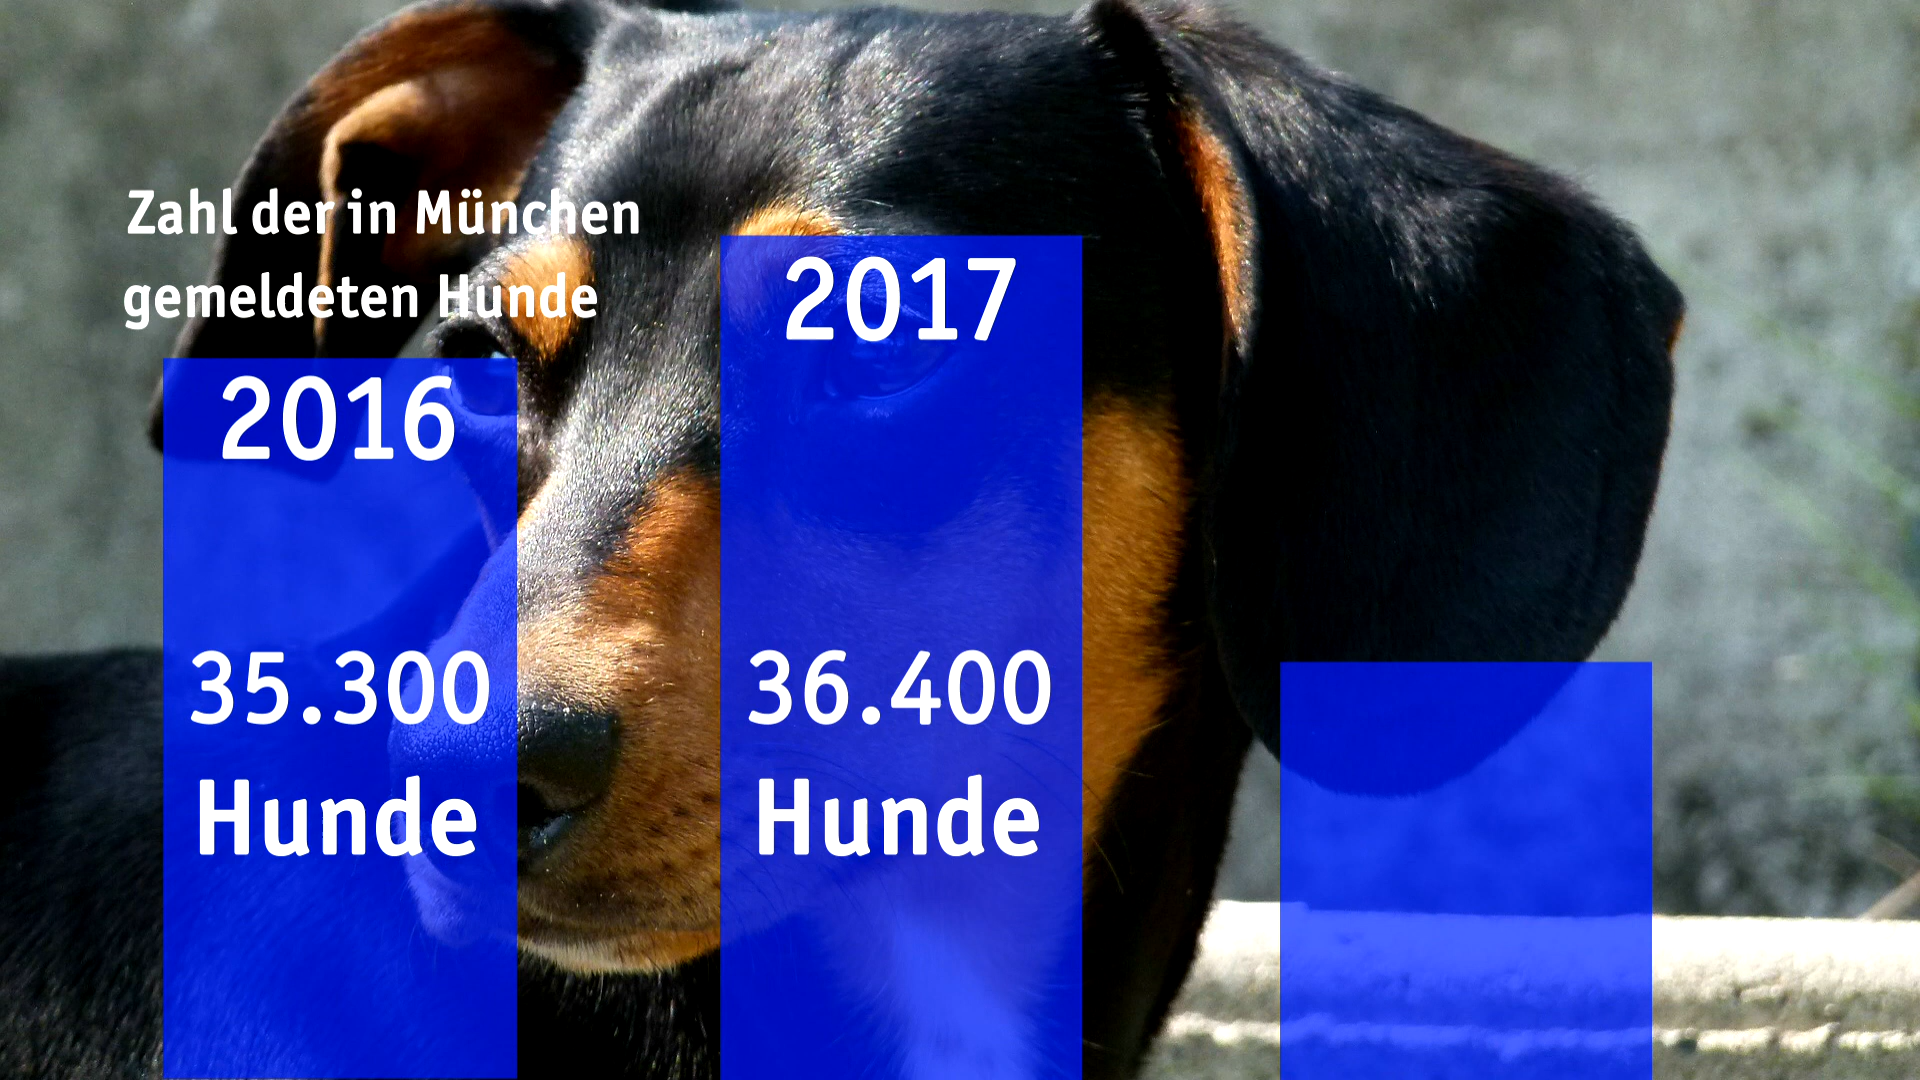 Zahl der in München
gemeldeten Hunde
2016
35.300
Hunde
2017
36.400
Hunde